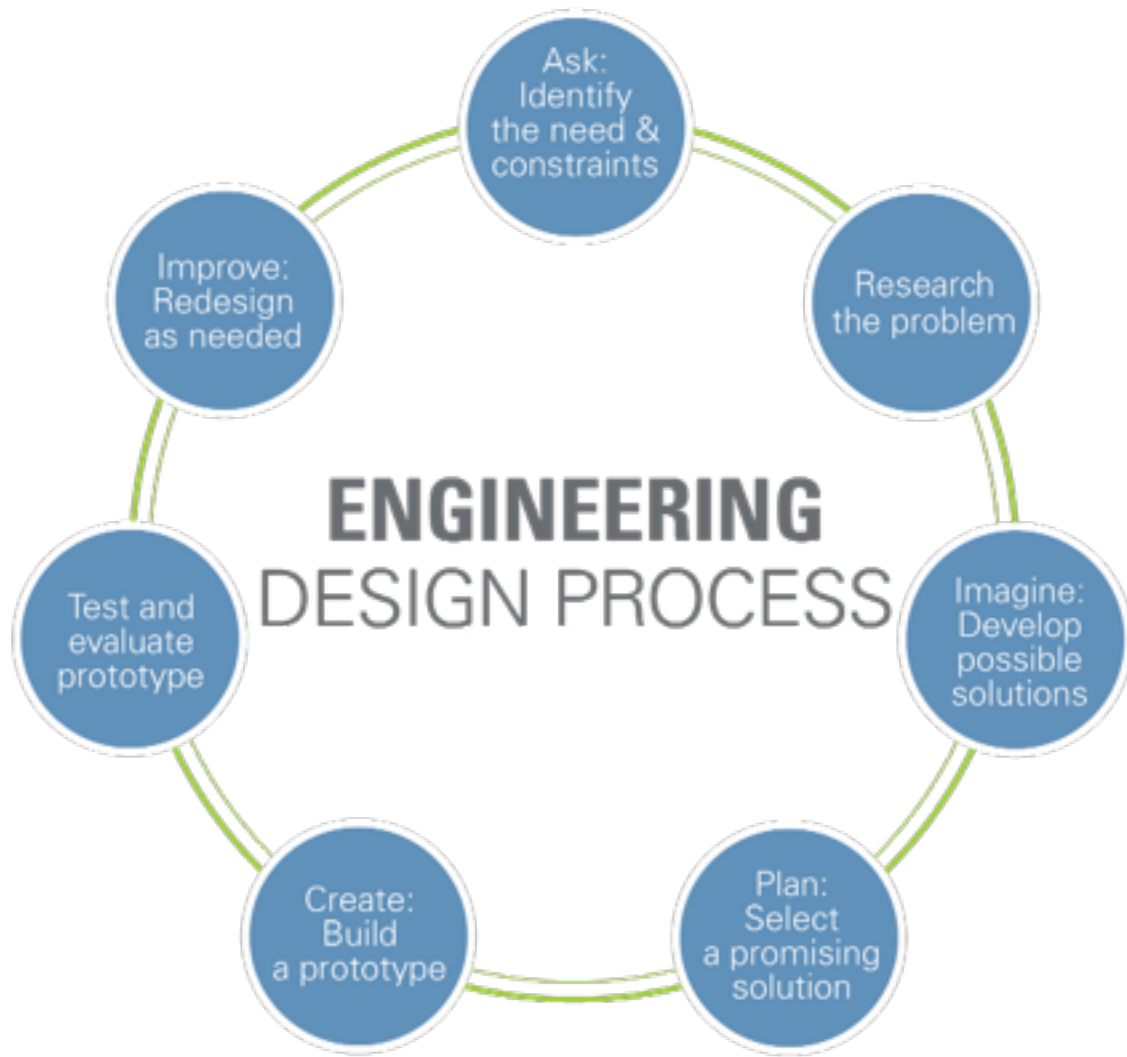 Ask:
Identify
the need &
constraints
Research
the problem
Imagine:
Develop
possible
solutions
Plan:
Select
a promising
solution
Create:
Build
a prototype
Test and
evaluate
prototype
Improve:
Redesign
as needed
ENGINEERING
DESIGN PROCESS